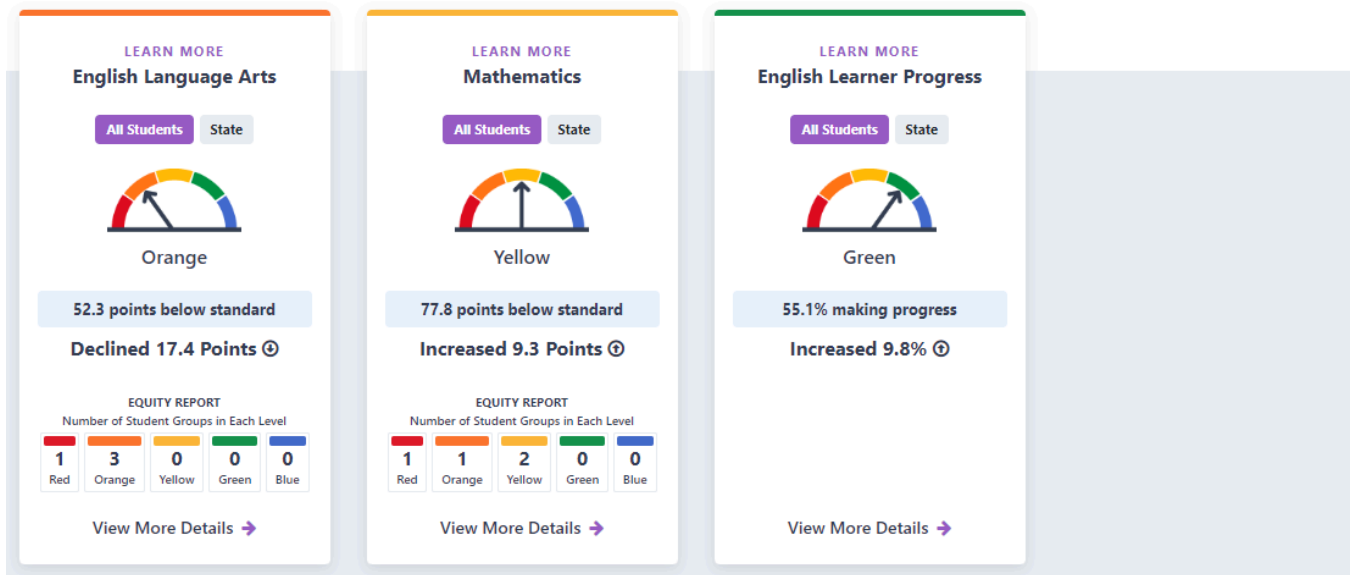 LEARN MORE
English Language Arts
All Students State
Orange
52.3 points below standard
Declined 17.4 Points
EQUITY REPORT
Number of Student Groups in Each Level
1 3 0 0 0
Red Orange Yellow Green Blue
View More Details
LEARN MORE
Mathematics
All Students State
Yellow
77.8 points below standard
Increased 9.3 Points
EQUITY REPORT
Number of Student Groups in Each Level
1 1 2 0 0
Red Orange Yellow Green Blue
View More Details
LEARN MORE
English Learner Progress
All Students State
Green
55.1% making progress
Increased 9.8%
View More Details